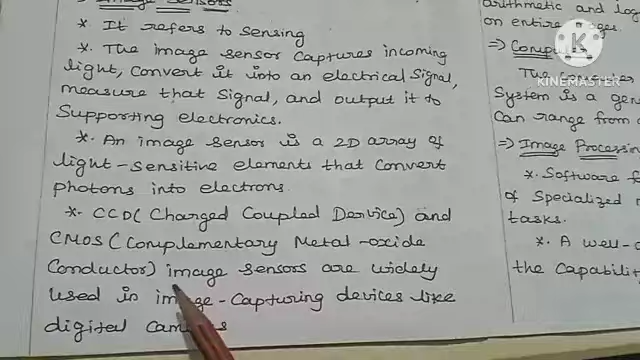 Image Sensors
* It refers to sensing
* The image sensor captures incoming
light, convert it into an electrical signal,
measure that signal, and output it to
supporting electronics.
* An image sensor is a 2D array of
light-sensitive elements that convert
photons into electrons.
* CCD (Charged Coupled Dervice) and
CMOS (Complementary Metal-oxide
Conductor) image sensors are widely
used in image-capturing devices like
digital cameras
arithmetic and
on entire
=> Computer
The
System is a
Can range from
=> Image Processin
* Software
of Specialized
tasks.
* A well-
the Capabilit
KINEMASTER